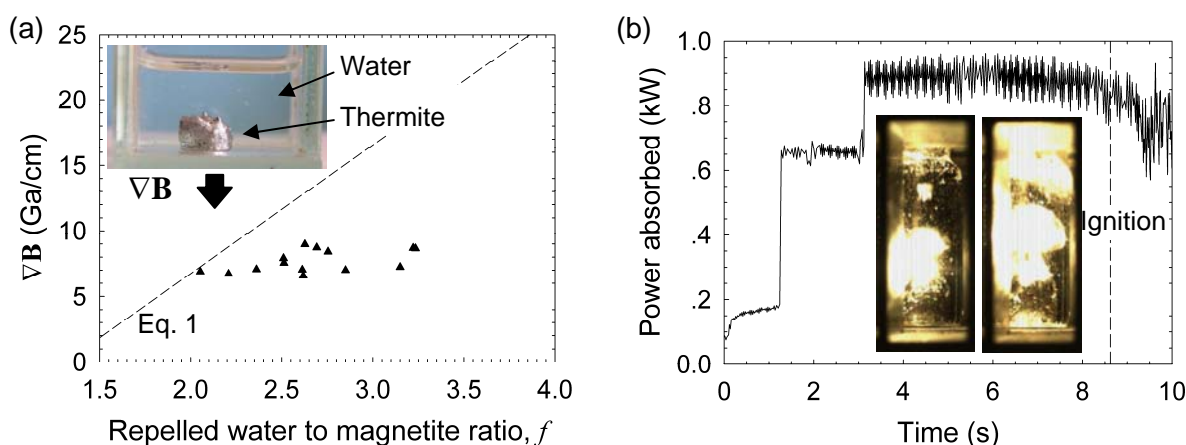 (a)
25
20
15
10
5
0
∇B (Ga/cm)
Water
Thermite
∇B
Eq. 1
1.5 2.0 2.5 3.0 3.5 4.0
Repelled water to magnetite ratio, f
(b)
1.0
.8
.6
.4
.2
0.0
Power absorbed (kW)
Ignition
0 2 4 6 8 10
Time (s)